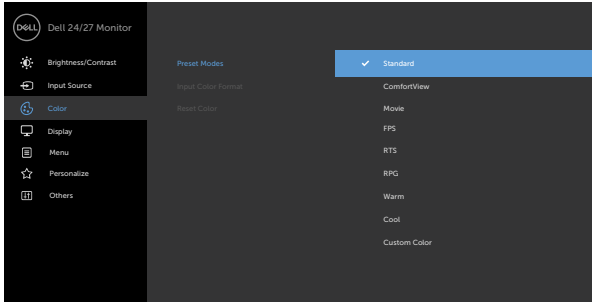 DELL
Dell 24/27 Monitor
Brightness/Contrast
Input Source
Color
Display
Menu
Personalize
Others
Preset Modes
Input Color Format
Reset Color
Standard
ComfortView
Movie
FPS
RTS
RPG
Warm
Cool
Custom Color